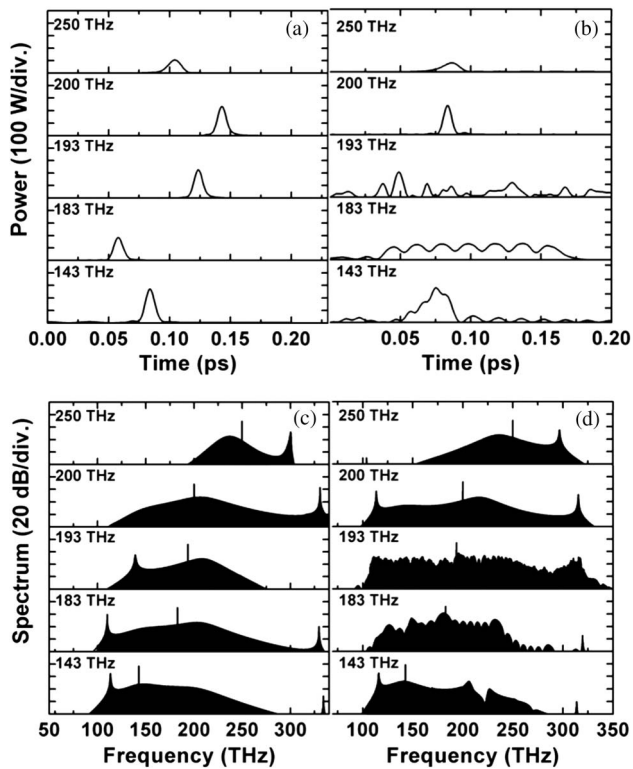 (a)
(b)
250 THz
250 THz
200 THz
200 THz
193 THz
193 THz
183 THz
183 THz
143 THz
143 THz
Power (100 W/div.)
0.00 0.05 0.10 0.15 0.20
0.05 0.10 0.15 0.20
Time (ps)
Time (ps)
(c)
(d)
250 THz
250 THz
200 THz
200 THz
193 THz
193 THz
183 THz
183 THz
143 THz
143 THz
Spectrum (20 dB/div.)
50 100 150 200 250 300
100 150 200 250 300 350
Frequency (THz)
Frequency (THz)